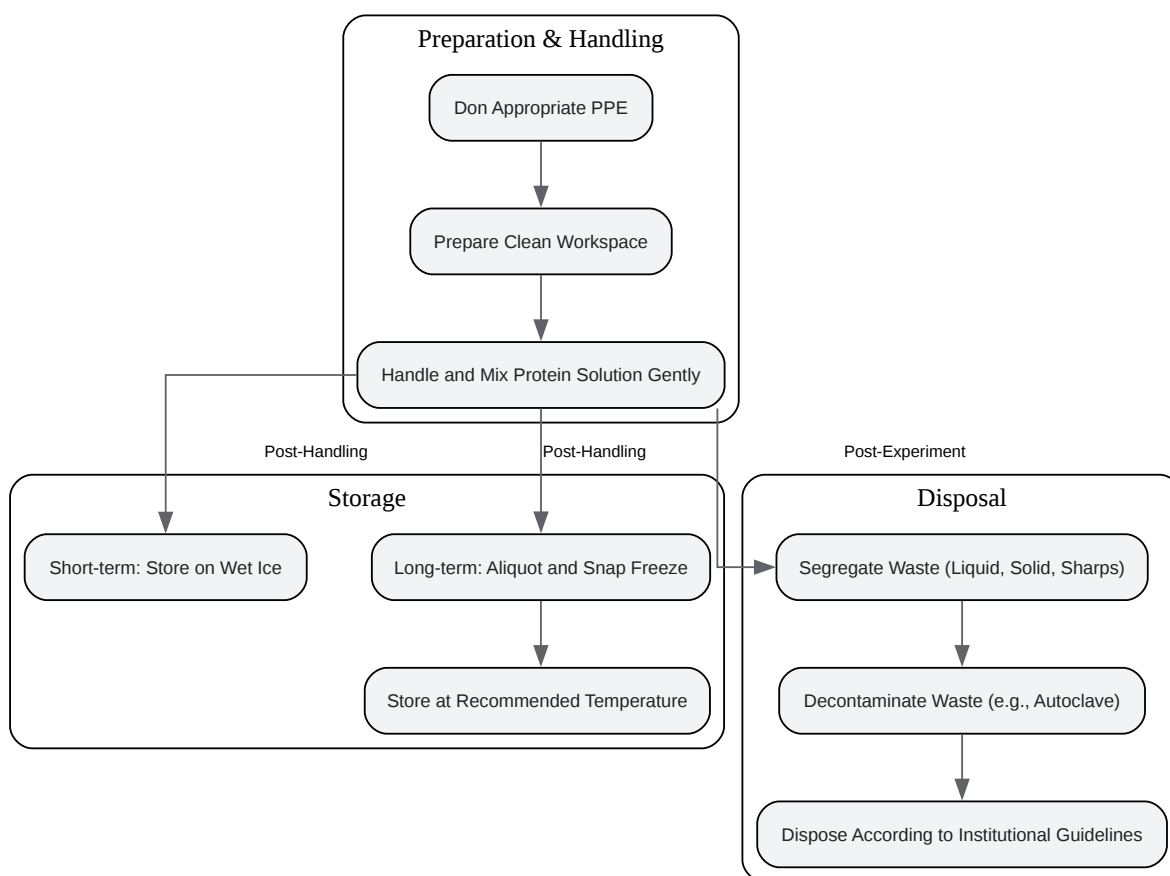 Preparation & Handling
Don Appropriate PPE
Prepare Clean Workspace
Handle and Mix Protein Solution Gently
Post-Handling
Post-Handling
Post-Experiment
Storage
Disposal
Short-term: Store on Wet Ice
Long-term: Aliquot and Snap Freeze
Segregate Waste (Liquid, Solid, Sharps)
Store at Recommended Temperature
Decontaminate Waste (e.g., Autoclave)
Dispose According to Institutional Guidelines